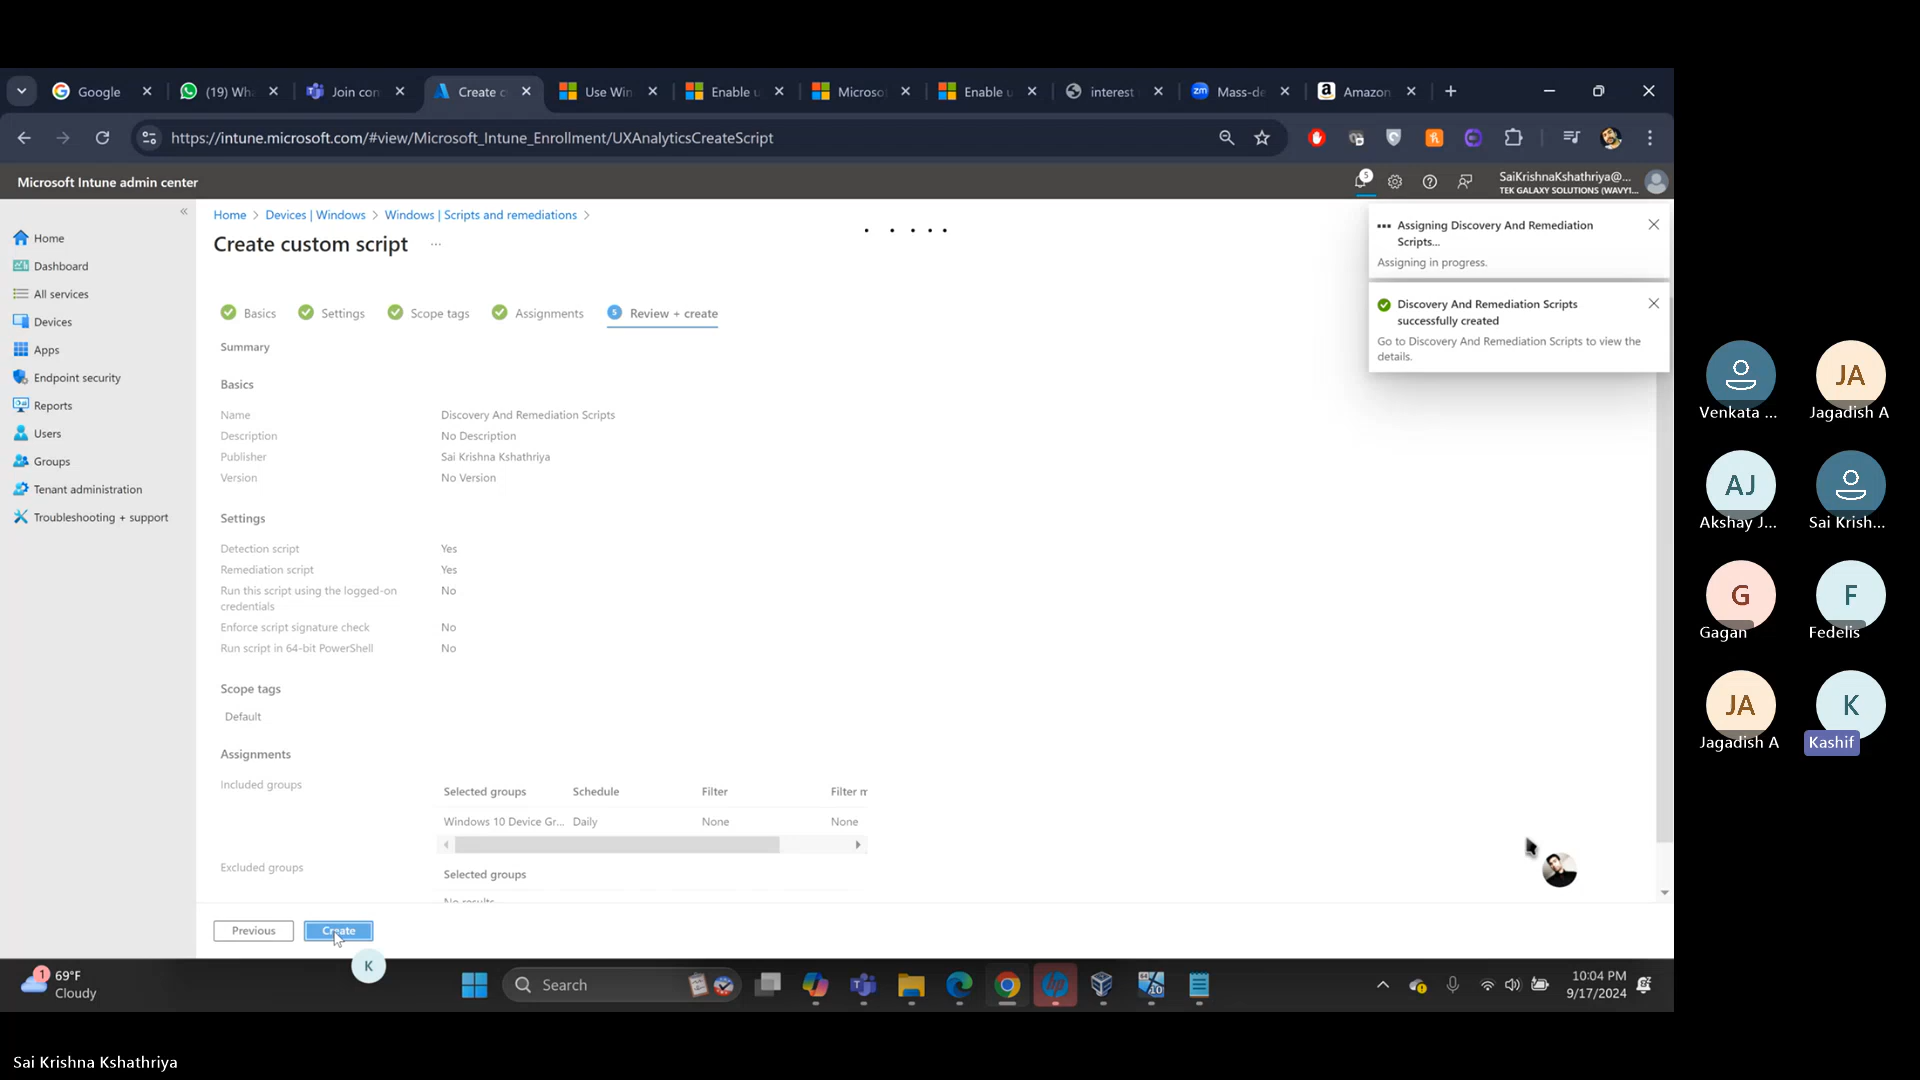 Google
(19) Wha
Join con
Create c
Use Win
Enable u
Microso
Enable u
interest
zm
Mass-de
Amazon
https://intune.microsoft.com/#view/Microsoft_Intune_Enrollment/UXAnalyticsCreateScript
Microsoft Intune admin center
5
SaiKrishnaKshathriya@...
TEK GALAXY SOLUTIONS (WAVY1...
Home
Dashboard
All services
Devices
Apps
Endpoint security
Reports
Users
Groups
Tenant administration
Troubleshooting + support
Home > Devices | Windows > Windows | Scripts and remediations >
Create custom script ...
Basics
Settings
Scope tags
Assignments
5 Review + create
Summary
Basics
Name Discovery And Remediation Scripts
Description No Description
Publisher Sai Krishna Kshathriya
Version No Version
Settings
Detection script Yes
Remediation script Yes
Run this script using the logged-on No
credentials
Enforce script signature check No
Run script in 64-bit PowerShell No
Scope tags
Default
Assignments
Included groups
Selected groups Schedule Filter Filter m
Windows 10 Device Gr... Daily None None
Excluded groups
Selected groups
No results
Previous
Create
K
Assigning Discovery And Remediation
Scripts...
Assigning in progress.
Discovery And Remediation Scripts
successfully created
Go to Discovery And Remediation Scripts to view the
details.
Venkata ...
JA
Jagadish A
AJ
Akshay J...
Sai Krish...
G
Gagan
F
Fedelis
JA
Jagadish A
K
Kashif
1
69°F
Cloudy
Search
10:04 PM
9/17/2024
Sai Krishna Kshathriya